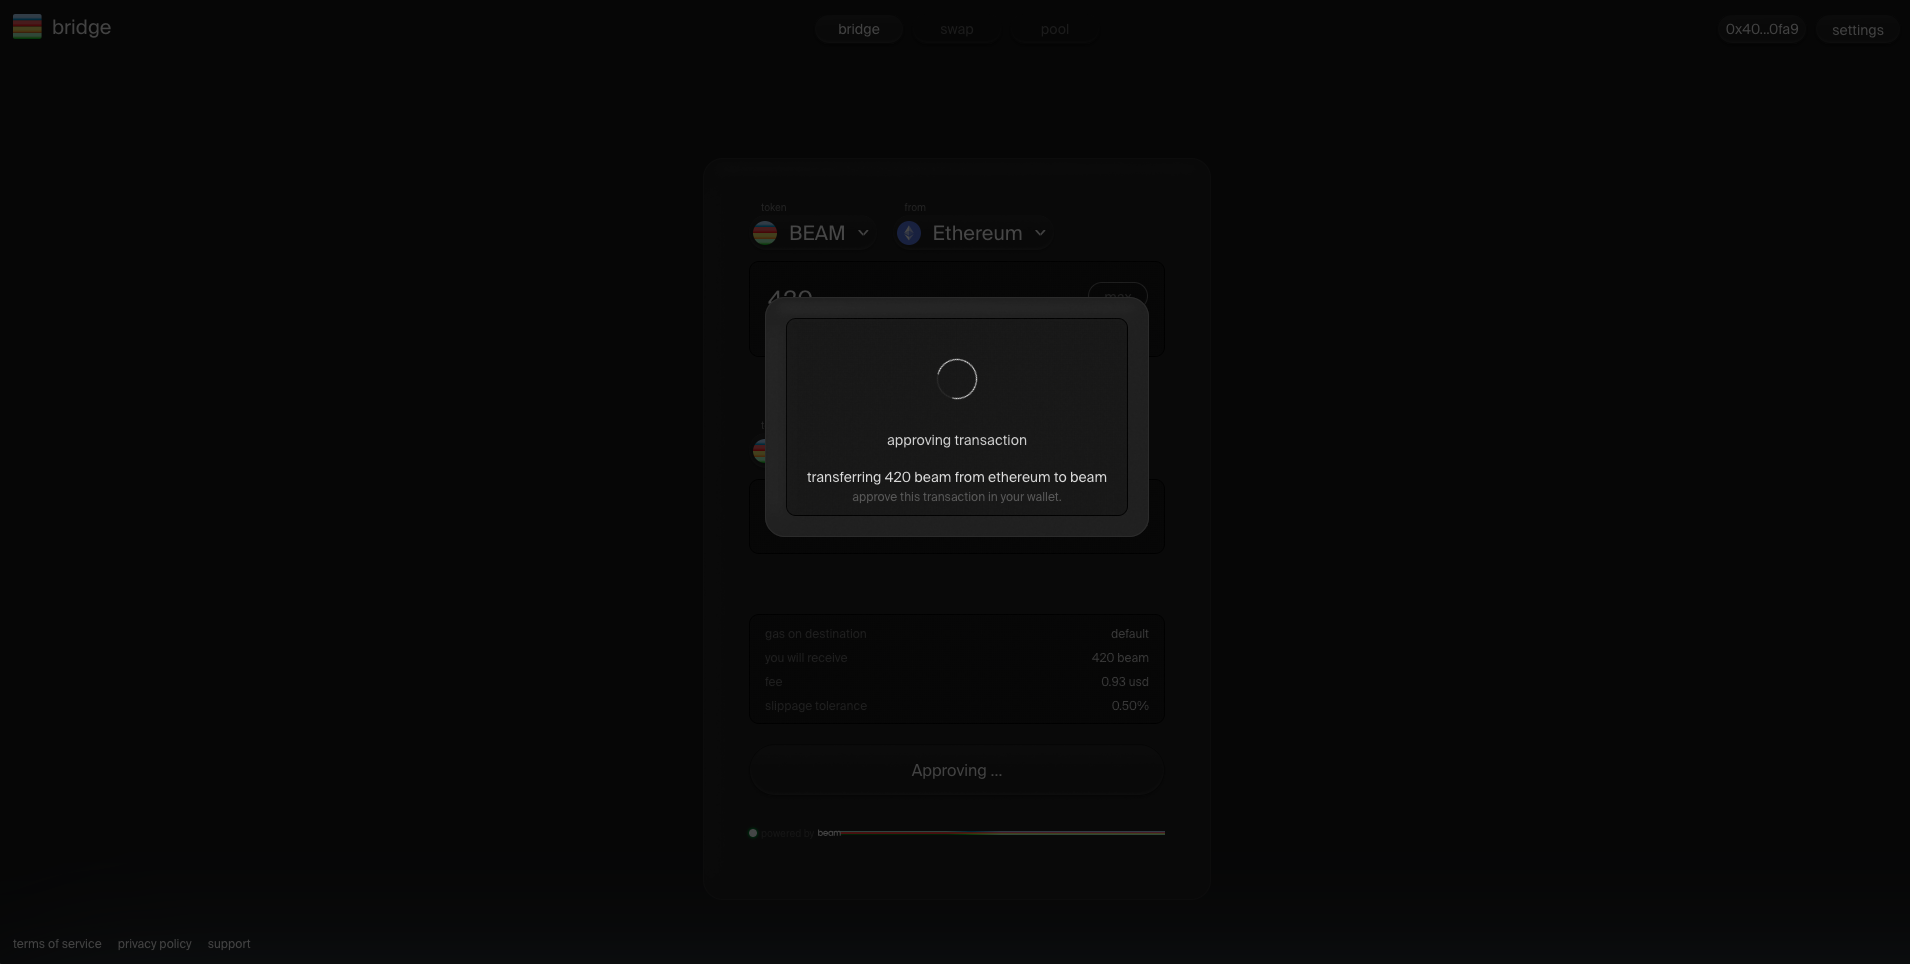 bridge
bridge
swap
pool
0x40...0fa9
settings
token
from
BEAM
Ethereum
420
max
approving transaction
transferring 420 beam from ethereum to beam
approve this transaction in your wallet.
gas on destination
default
you will receive
420 beam
fee
0.93 usd
slippage tolerance
0.50%
Approving ...
powered by beam
terms of service
privacy policy
support